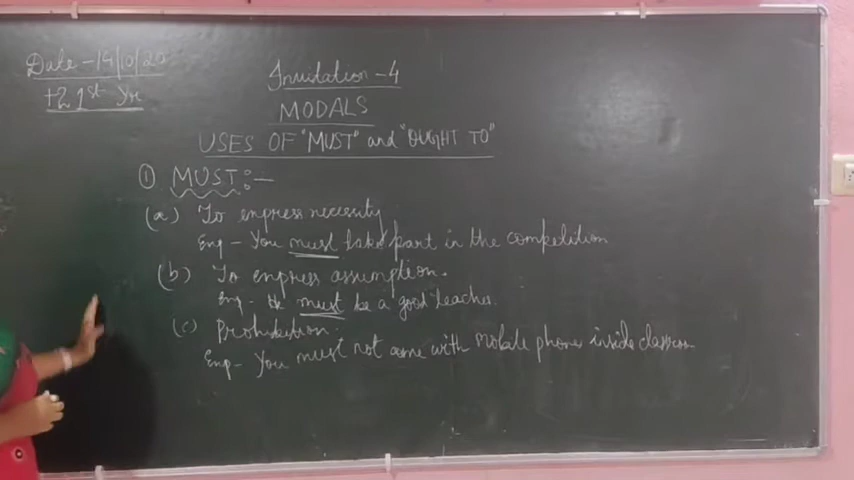 Date - 14/10/20
+2 1st Yr
Invitation - 4
MODALS
USES OF "MUST" and "OUGHT TO"
① MUST :-
(a) To express necessity
Eng - You must take part in the competition
(b) To express assumption.
Eng - He must be a good teacher.
(c) Prohibition.
Eng - You must not come with mobile phone inside classroom